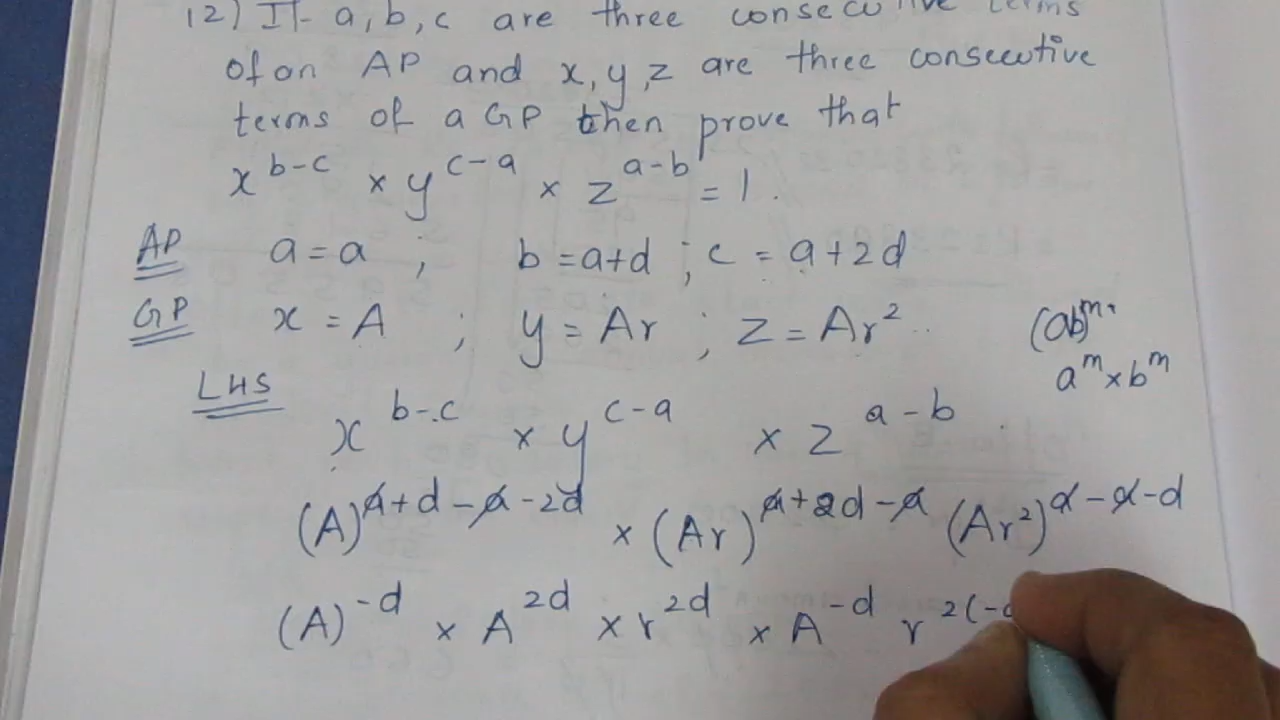 12) If a, b, c are three consecutive terms
of an AP and x, y, z are three consecutive
terms of a GP then prove that
x^(b-c) × y^(c-a) × z^(a-b) = 1.
AP a = a ; b = a+d ; c = a+2d
GP x = A ; y = Ar ; z = Ar²
(ab)^m
a^m × b^m
LHS
x^(b-c) × y^(c-a) × z^(a-b)
(A)^(a+d-a-2d) × (Ar)^(a+2d-a) (Ar²)^(a-a-d)
(A)^(-d) × A^(2d) × r^(2d) × A^(-d) r^(2(-d